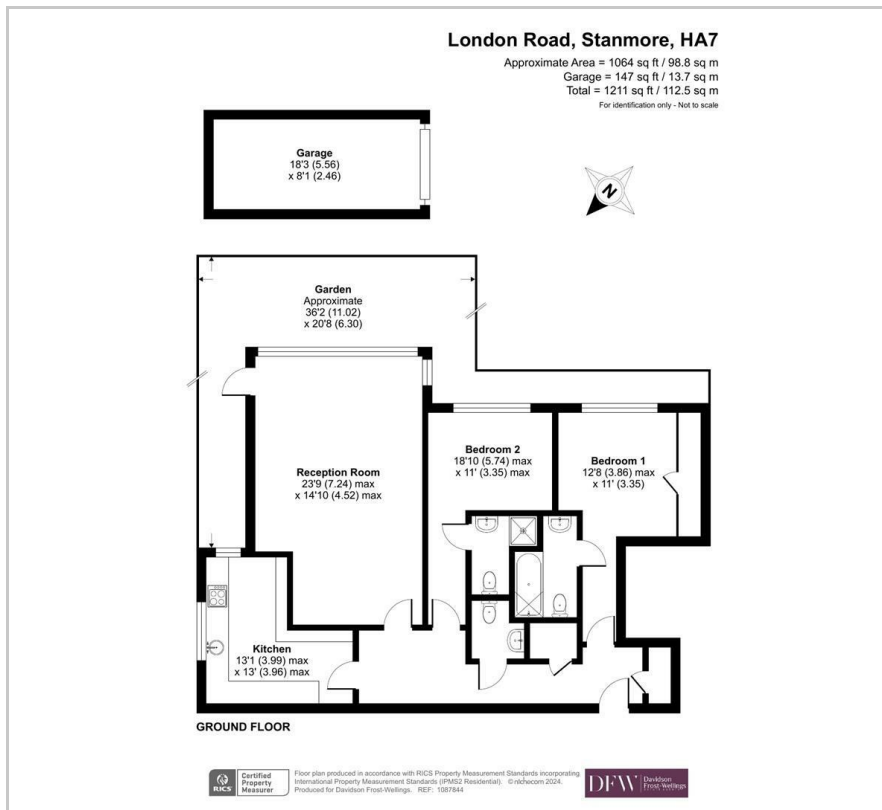 London Road, Stanmore, HA7
Approximate Area = 1064 sq ft / 98.8 sq m
Garage = 147 sq ft / 13.7 sq m
Total = 1211 sq ft / 112.5 sq m
For identification only - Not to scale
Garage
18'3 (5.56)
x 8'1 (2.46)
N
Garden
Approximate
36'2 (11.02)
x 20'8 (6.30)
Reception Room
23'9 (7.24) max
x 14'10 (4.52) max
Bedroom 2
18'10 (5.74) max
x 11' (3.35) max
Bedroom 1
12'8 (3.86) max
x 11' (3.35)
Kitchen
13'1 (3.99) max
x 13' (3.96) max
GROUND FLOOR
RICS
Certified
Property
Measurer
Floor plan produced in accordance with RICS Property Measurement Standards incorporating
International Property Measurement Standards (IPMS2 Residential). © nichecom 2024.
Produced for Davidson Frost-Wellings. REF: 1087844
DFW
Davidson
Frost-Wellings